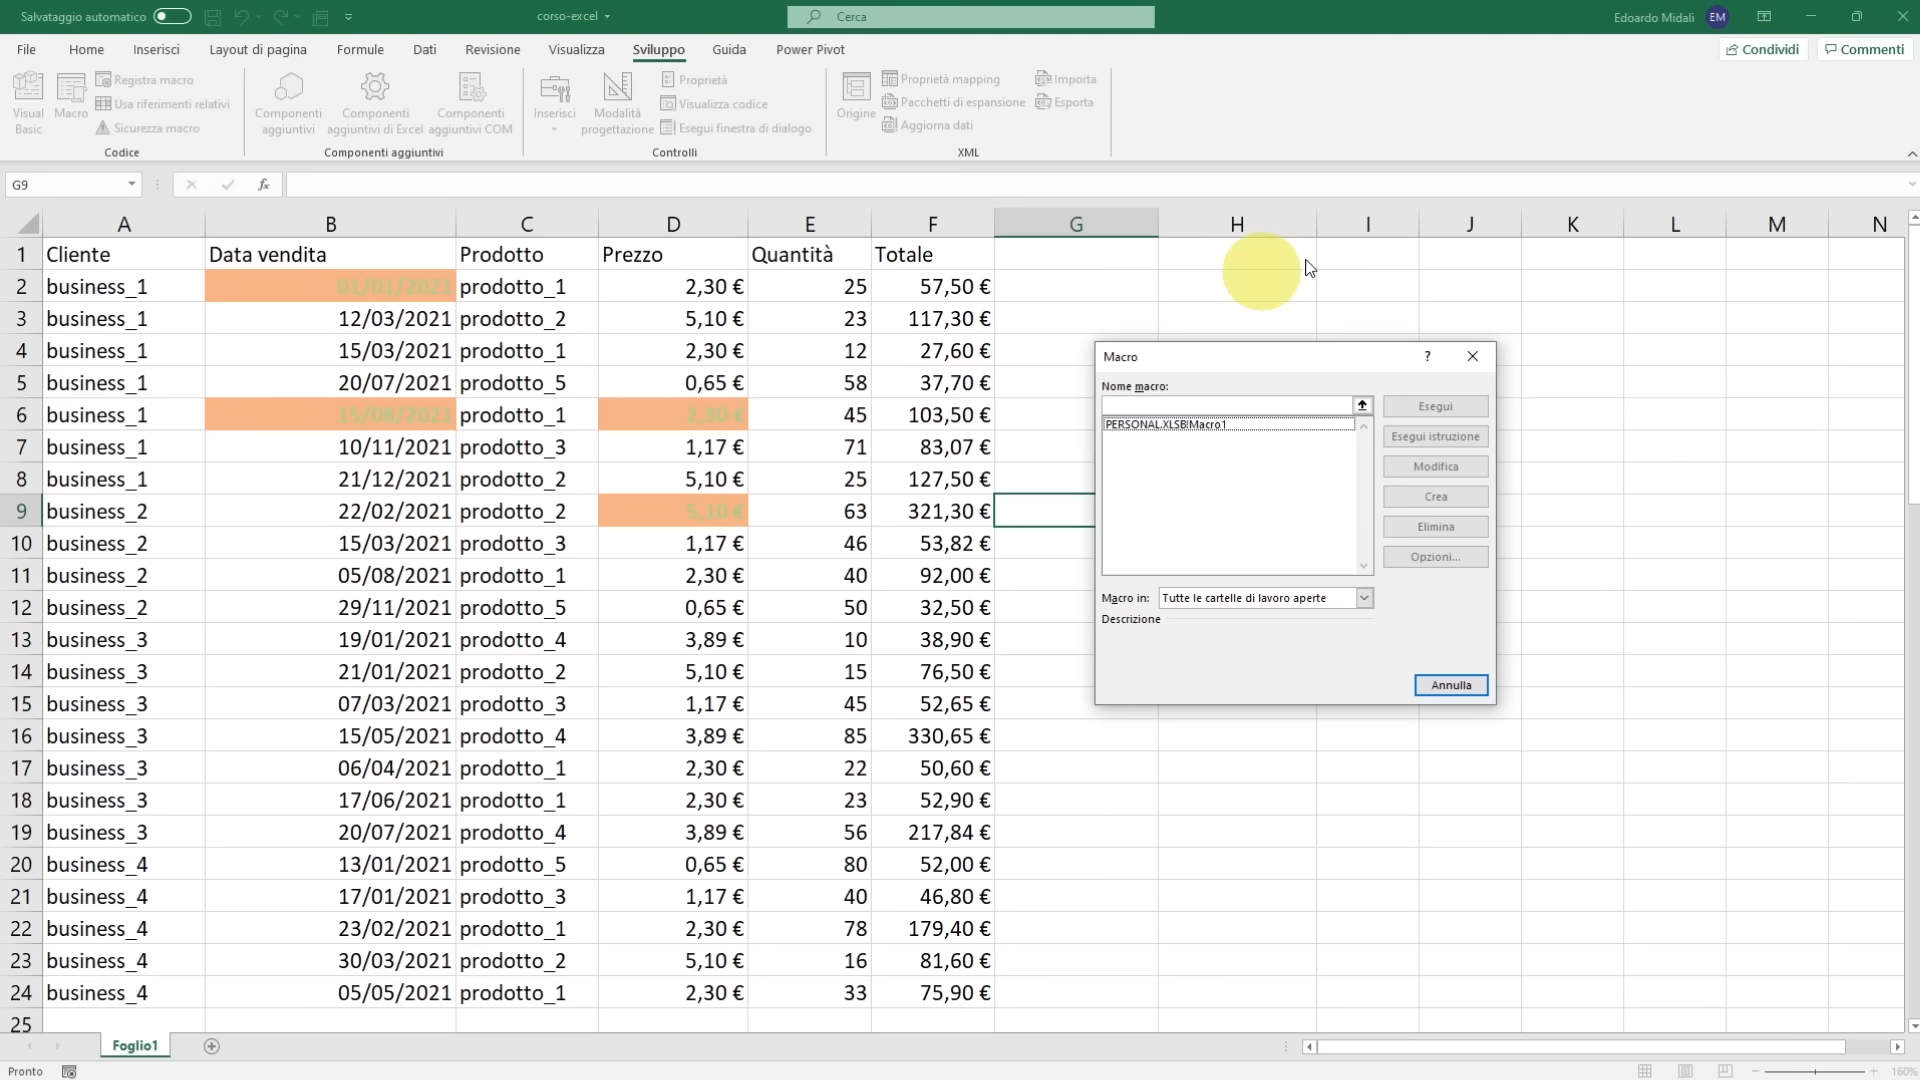 Salvataggio automatico
corso-excel
Cerca
Edoardo Midali EM
File Home Inserisci Layout di pagina Formule Dati Revisione Visualizza Sviluppo Guida Power Pivot
Condividi Commenti
Visual Basic
Macro
Registra macro
Usa riferimenti relativi
Sicurezza macro
Codice
Componenti aggiuntivi
Componenti aggiuntivi di Excel
Componenti aggiuntivi COM
Componenti aggiuntivi
Inserisci
Modalità progettazione
Proprietà
Visualizza codice
Esegui finestra di dialogo
Controlli
Origine
Proprietà mapping
Pacchetti di espansione
Aggiorna dati
Importa
Esporta
XML
G9
fx
A B C D E F G H I J K L M N
1 Cliente Data vendita Prodotto Prezzo Quantità Totale
2 business_1 01/01/2021 prodotto_1 2,30 € 25 57,50 €
3 business_1 12/03/2021 prodotto_2 5,10 € 23 117,30 €
4 business_1 15/03/2021 prodotto_1 2,30 € 12 27,60 €
5 business_1 20/07/2021 prodotto_5 0,65 € 58 37,70 €
6 business_1 15/08/2021 prodotto_1 2,30 € 45 103,50 €
7 business_1 10/11/2021 prodotto_3 1,17 € 71 83,07 €
8 business_1 21/12/2021 prodotto_2 5,10 € 25 127,50 €
9 business_2 22/02/2021 prodotto_2 5,10 € 63 321,30 €
10 business_2 15/03/2021 prodotto_3 1,17 € 46 53,82 €
11 business_2 05/08/2021 prodotto_1 2,30 € 40 92,00 €
12 business_2 29/11/2021 prodotto_5 0,65 € 50 32,50 €
13 business_3 19/01/2021 prodotto_4 3,89 € 10 38,90 €
14 business_3 21/01/2021 prodotto_2 5,10 € 15 76,50 €
15 business_3 07/03/2021 prodotto_3 1,17 € 45 52,65 €
16 business_3 15/05/2021 prodotto_4 3,89 € 85 330,65 €
17 business_3 06/04/2021 prodotto_1 2,30 € 22 50,60 €
18 business_3 17/06/2021 prodotto_1 2,30 € 23 52,90 €
19 business_3 20/07/2021 prodotto_4 3,89 € 56 217,84 €
20 business_4 13/01/2021 prodotto_5 0,65 € 80 52,00 €
21 business_4 17/01/2021 prodotto_3 1,17 € 40 46,80 €
22 business_4 23/02/2021 prodotto_1 2,30 € 78 179,40 €
23 business_4 30/03/2021 prodotto_2 5,10 € 16 81,60 €
24 business_4 05/05/2021 prodotto_1 2,30 € 33 75,90 €
25
Macro ?
Nome macro:
PERSONAL.XLSB!Macro1
Esegui
Esegui istruzione
Modifica
Crea
Elimina
Opzioni...
Macro in: Tutte le cartelle di lavoro aperte
Descrizione
Annulla
Foglio1
Pronto
160%